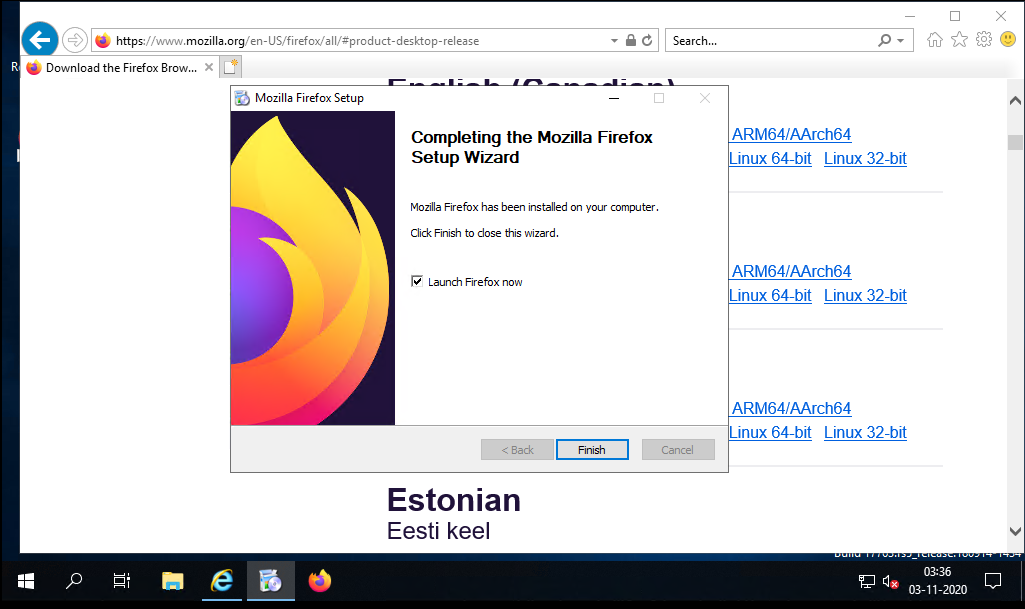 https://www.mozilla.org/en-US/firefox/all/#product-desktop-release
Search...
Download the Firefox Brow...
English (Canadian)
Mozilla Firefox Setup
Completing the Mozilla Firefox
Setup Wizard
Mozilla Firefox has been installed on your computer.
Click Finish to close this wizard.
Launch Firefox now
< Back
Finish
Cancel
ARM64/AArch64
Linux 64-bit Linux 32-bit
ARM64/AArch64
Linux 64-bit Linux 32-bit
ARM64/AArch64
Linux 64-bit Linux 32-bit
Estonian
Eesti keel
Build 17763.rs5_release.180914-1434
03:36
03-11-2020